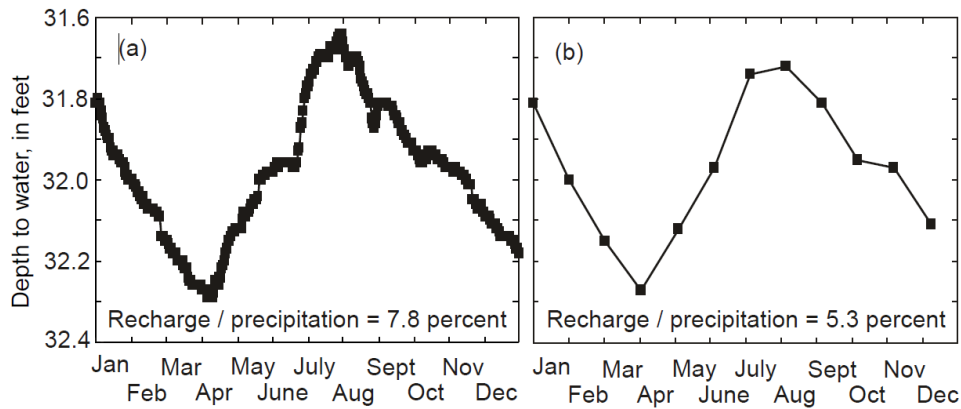 Depth to water, in feet
31.6
31.8
32.0
32.2
32.4
(a)
Recharge / precipitation = 7.8 percent
Jan Mar May July Sept Nov
Feb Apr June Aug Oct Dec
(b)
Recharge / precipitation = 5.3 percent
Jan Mar May July Sept Nov
Feb Apr June Aug Oct Dec